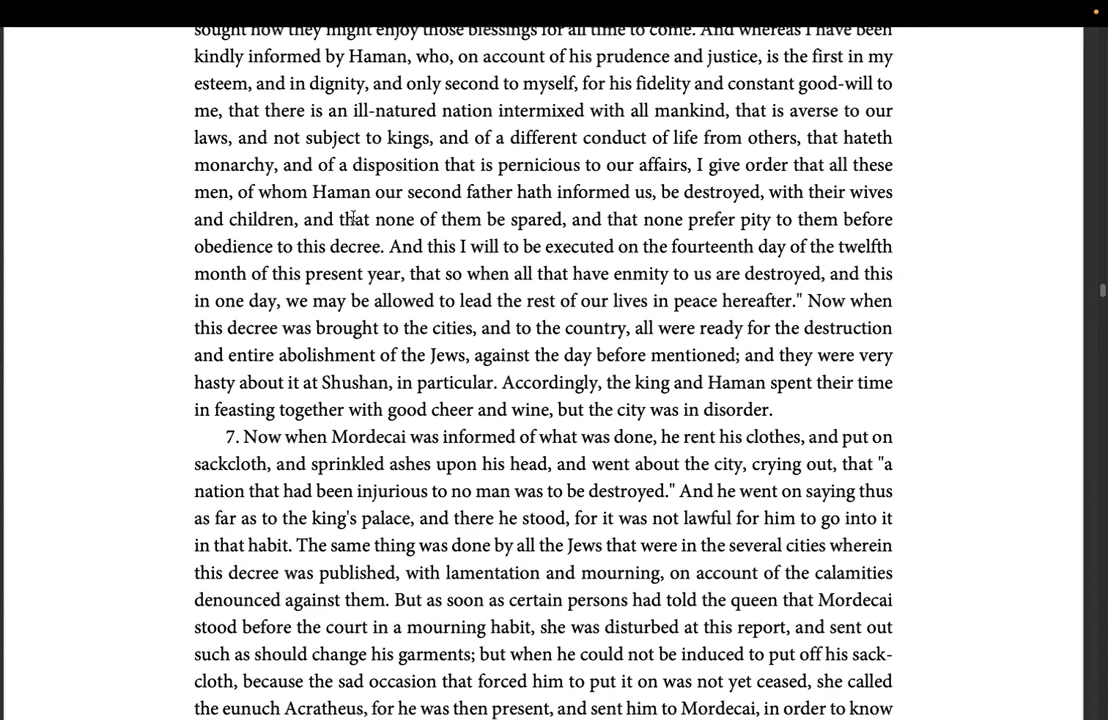 sought how they might enjoy those blessings for all time to come. And whereas I have been
kindly informed by Haman, who, on account of his prudence and justice, is the first in my
esteem, and in dignity, and only second to myself, for his fidelity and constant good-will to
me, that there is an ill-natured nation intermixed with all mankind, that is averse to our
laws, and not subject to kings, and of a different conduct of life from others, that hateth
monarchy, and of a disposition that is pernicious to our affairs, I give order that all these
men, of whom Haman our second father hath informed us, be destroyed, with their wives
and children, and that none of them be spared, and that none prefer pity to them before
obedience to this decree. And this I will to be executed on the fourteenth day of the twelfth
month of this present year, that so when all that have enmity to us are destroyed, and this
in one day, we may be allowed to lead the rest of our lives in peace hereafter." Now when
this decree was brought to the cities, and to the country, all were ready for the destruction
and entire abolishment of the Jews, against the day before mentioned; and they were very
hasty about it at Shushan, in particular. Accordingly, the king and Haman spent their time
in feasting together with good cheer and wine, but the city was in disorder.
7. Now when Mordecai was informed of what was done, he rent his clothes, and put on
sackcloth, and sprinkled ashes upon his head, and went about the city, crying out, that "a
nation that had been injurious to no man was to be destroyed." And he went on saying thus
as far as to the king's palace, and there he stood, for it was not lawful for him to go into it
in that habit. The same thing was done by all the Jews that were in the several cities wherein
this decree was published, with lamentation and mourning, on account of the calamities
denounced against them. But as soon as certain persons had told the queen that Mordecai
stood before the court in a mourning habit, she was disturbed at this report, and sent out
such as should change his garments; but when he could not be induced to put off his sack-
cloth, because the sad occasion that forced him to put it on was not yet ceased, she called
the eunuch Acratheus, for he was then present, and sent him to Mordecai, in order to know